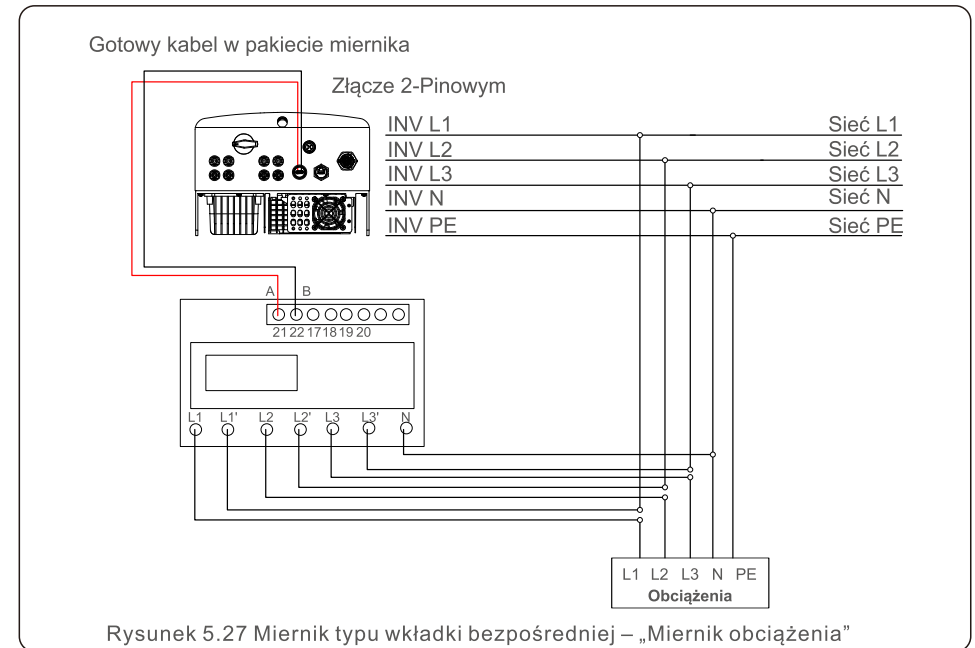 Gotowy kabel w pakiecie miernika
Złącze 2-Pinowym
INV L1 Sieć L1
INV L2 Sieć L2
INV L3 Sieć L3
INV N Sieć N
INV PE Sieć PE
A B
21 22 17 18 19 20
L1 L1' L2 L2' L3 L3' N
L1 L2 L3 N PE
Obciążenia
Rysunek 5.27 Miernik typu wkładki bezpośredniej – „Miernik obciążenia”